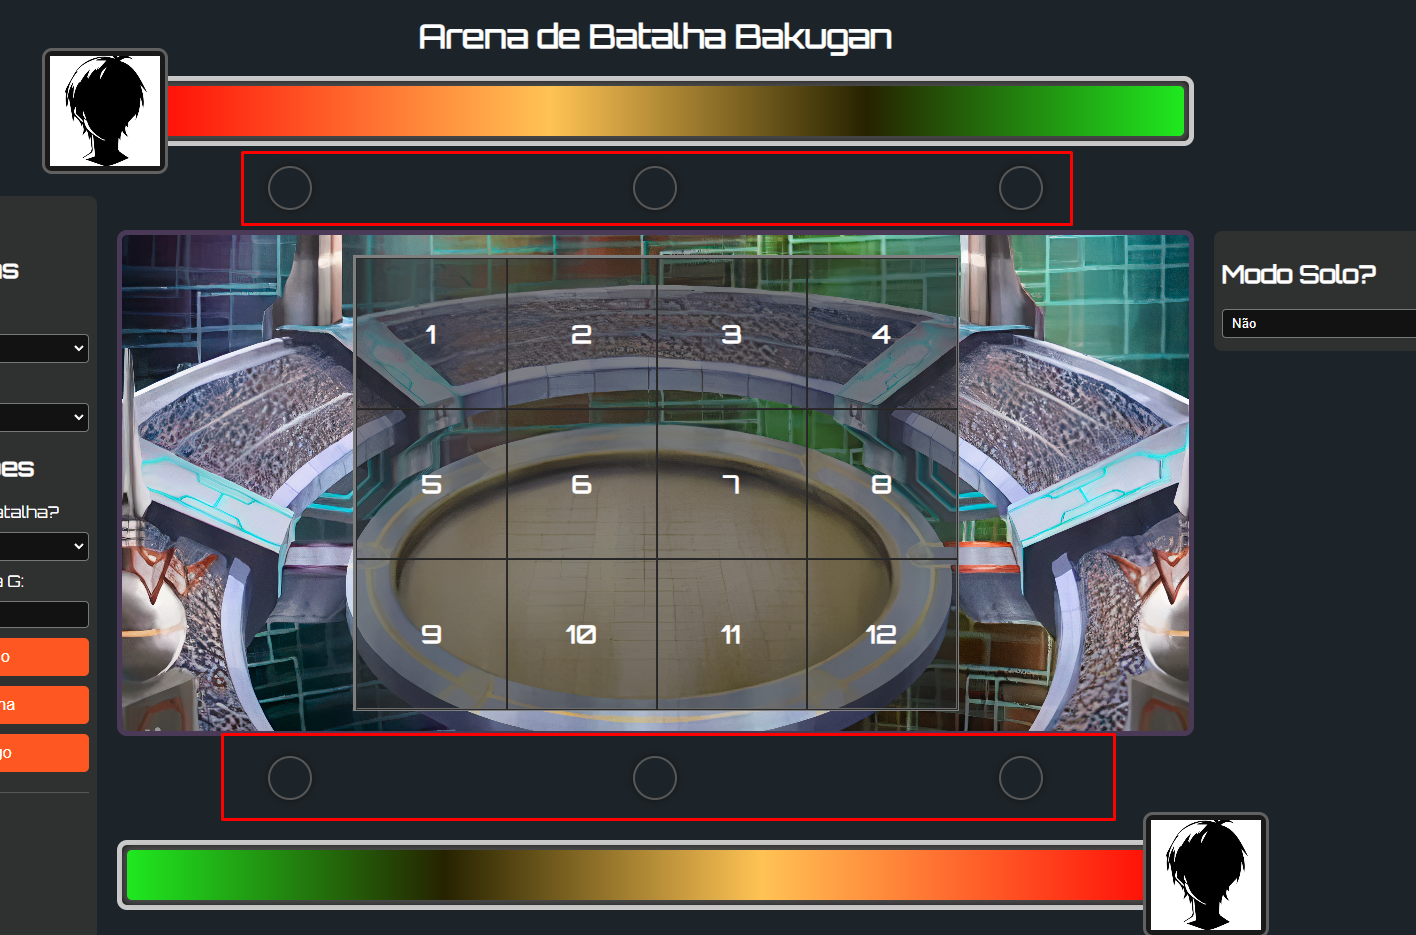 Arena de Batalha Bakugan
Modo Solo?
Não
1 2 3 4
5 6 7 8
9 10 11 12